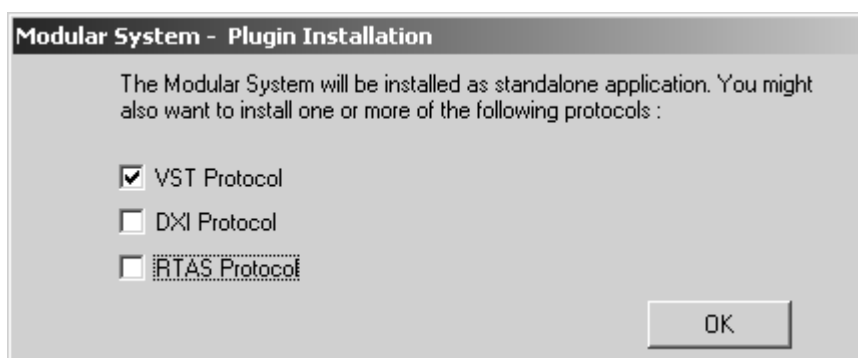 Modular System - Plugin Installation
The Modular System will be installed as standalone application. You might
also want to install one or more of the following protocols :
VST Protocol
DXI Protocol
RTAS Protocol
OK